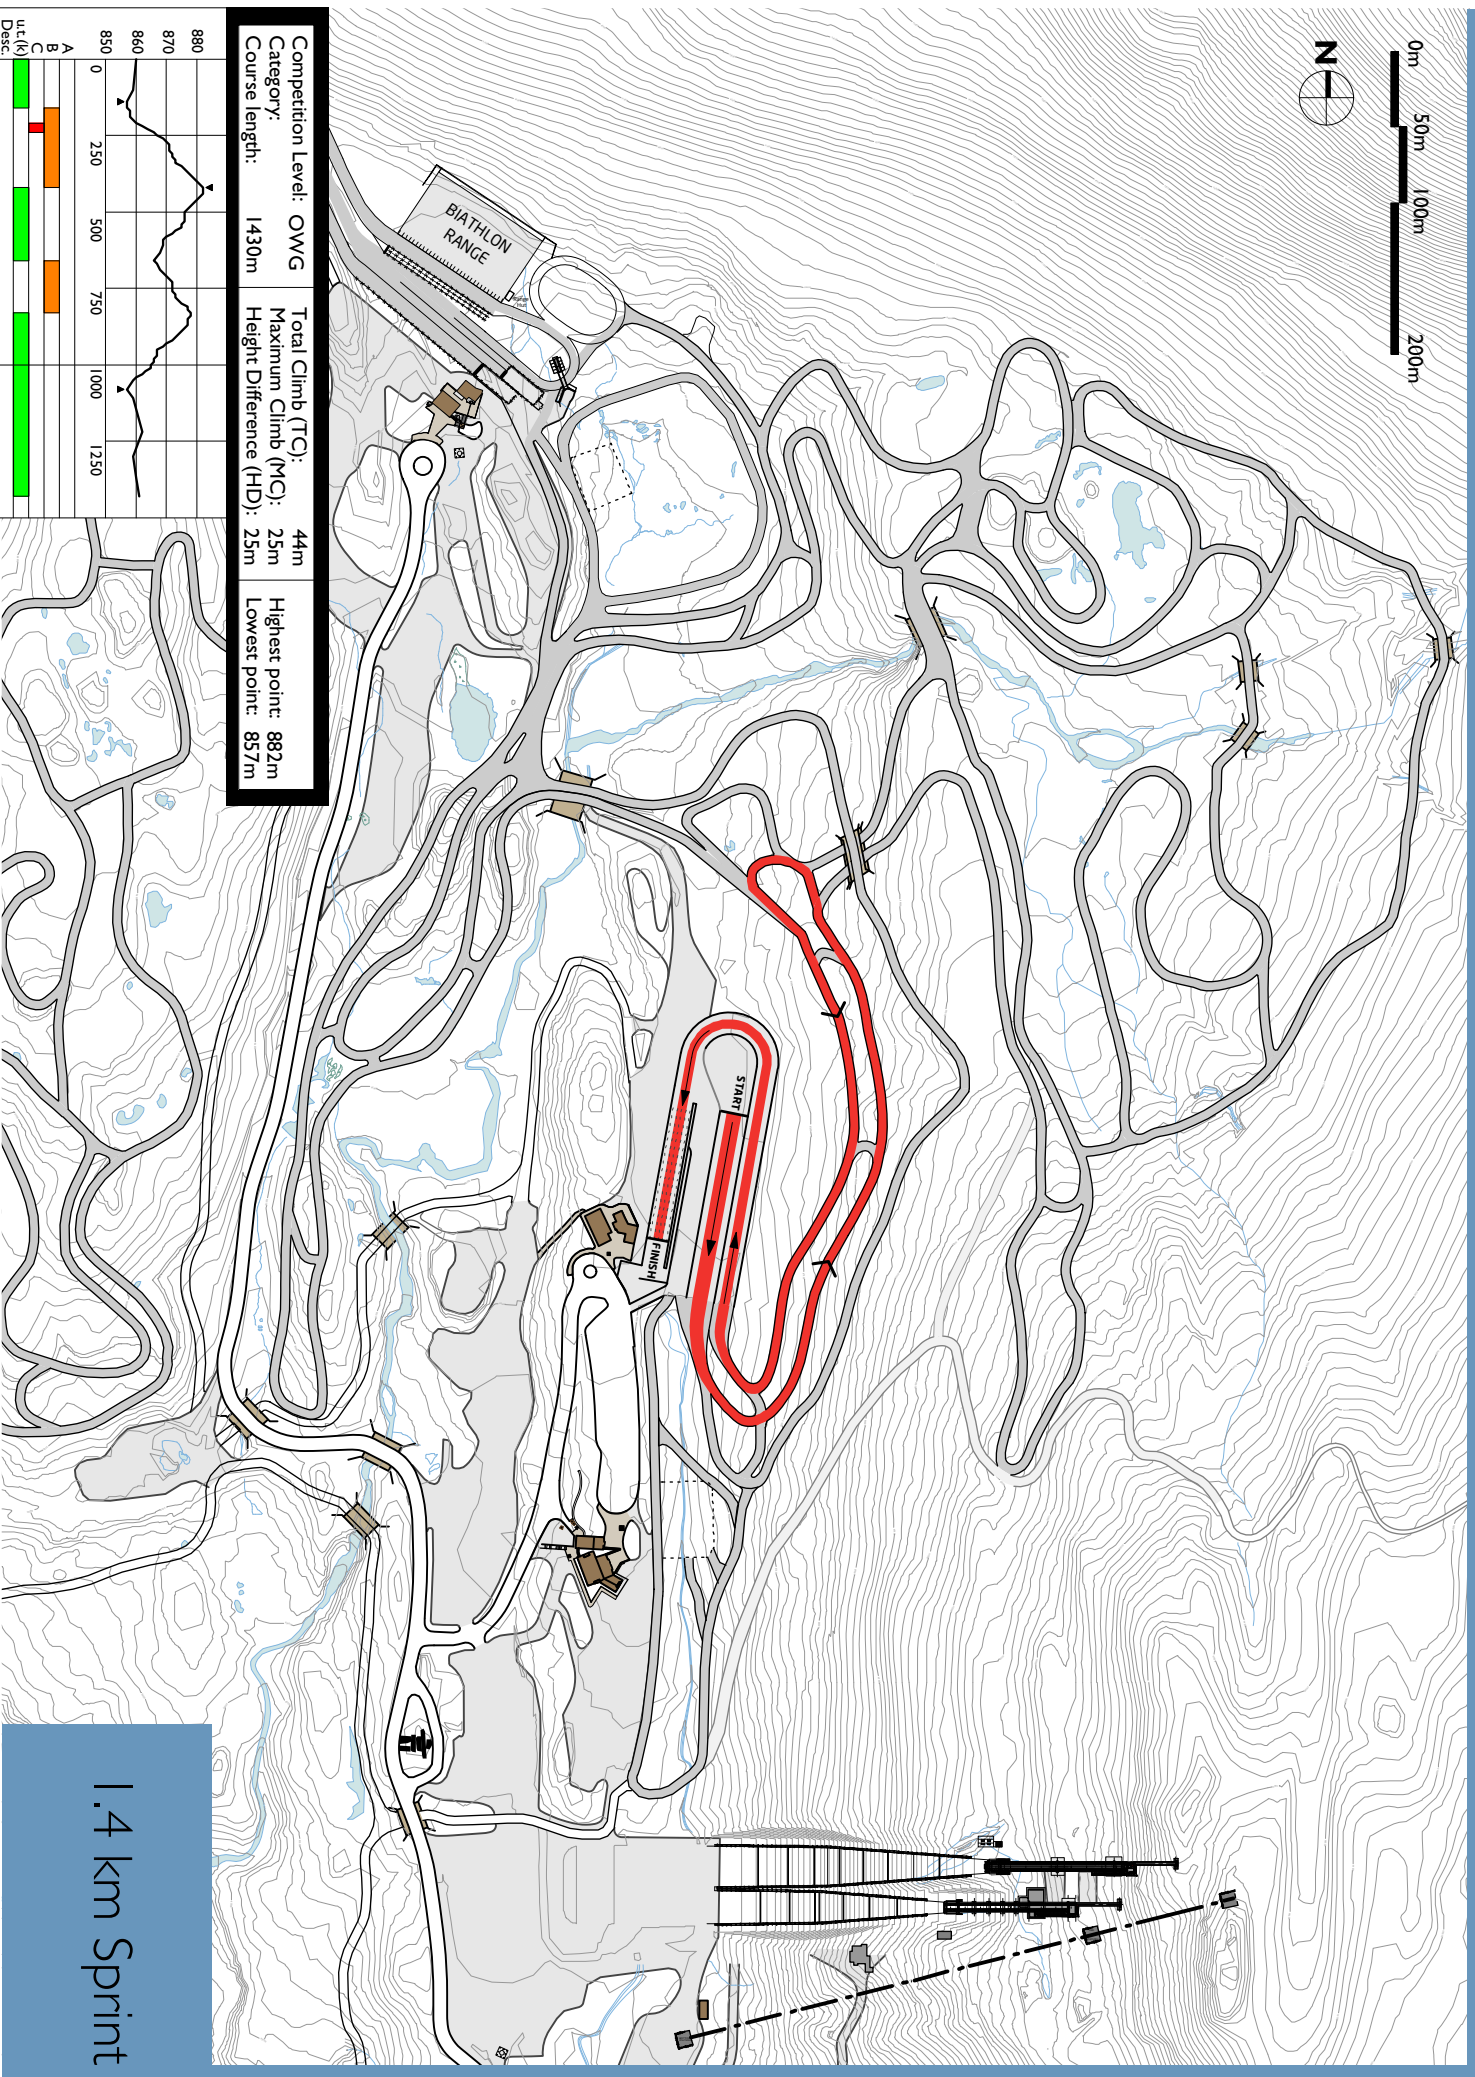 0m 50m 100m 200m
N
BIATHLON
RANGE
START
FINISH
Competition Level: OWG
Category:
Course length: 1430m
Total Climb (TC): 44m
Maximum Climb (MC): 25m
Height Difference (HD): 25m
Highest point: 882m
Lowest point: 857m
880
870
860
850
0 250 500 750 1000 1250
A
B
C
u.t.(k)
Desc.
1.4 km Sprint